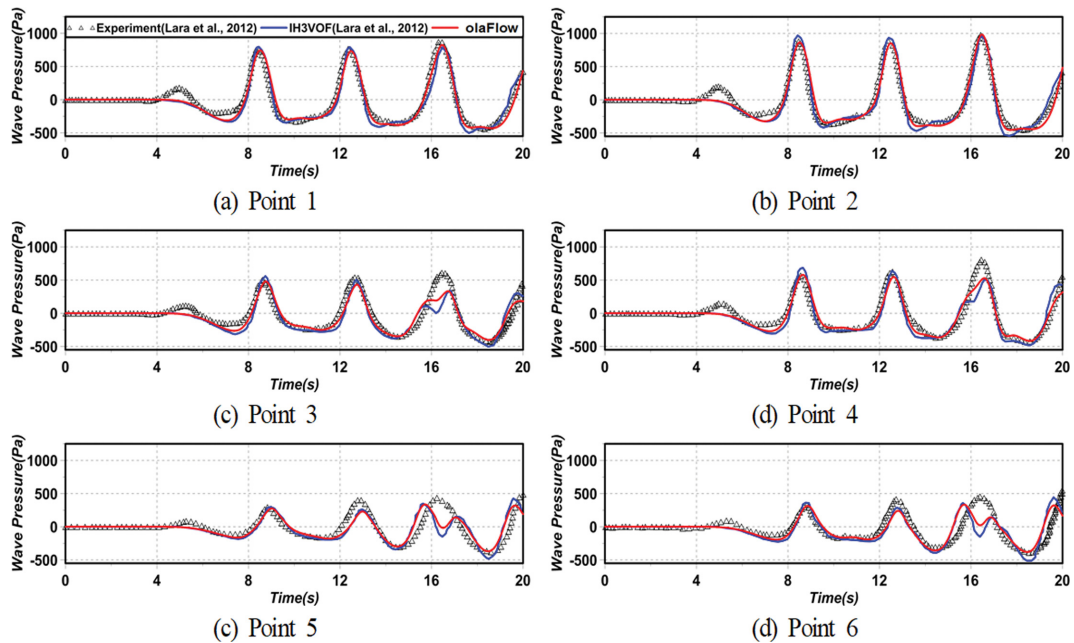 △ △ △ △ Experiment(Lara et al., 2012) IH3VOF(Lara et al., 2012) olaFlow
Wave Pressure(Pa)
1000
500
0
-500
0 4 8 12 16 20
Time(s)
(a) Point 1
Wave Pressure(Pa)
1000
500
0
-500
0 4 8 12 16 20
Time(s)
(b) Point 2
Wave Pressure(Pa)
1000
500
0
-500
0 4 8 12 16 20
Time(s)
(c) Point 3
Wave Pressure(Pa)
1000
500
0
-500
0 4 8 12 16 20
Time(s)
(d) Point 4
Wave Pressure(Pa)
1000
500
0
-500
0 4 8 12 16 20
Time(s)
(c) Point 5
Wave Pressure(Pa)
1000
500
0
-500
0 4 8 12 16 20
Time(s)
(d) Point 6